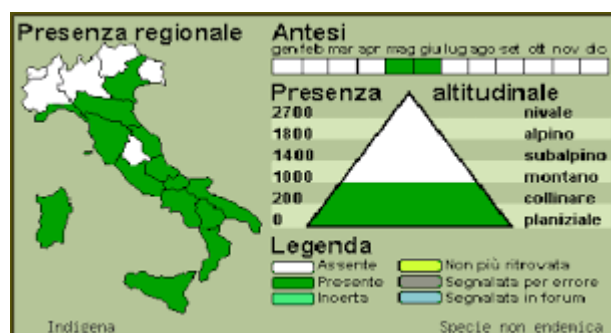 Presenza regionale
Antesi
gen feb mar apr mag giu lug ago set ott nov dic
Presenza altitudinale
2700 nivale
1800 alpino
1400 subalpino
1000 montano
200 collinare
0 planiziale
Legenda
Assente Non più ritrovata
Presente Segnalata per errore
Incerta Segnalata in forum
Indigena Specie non endemica